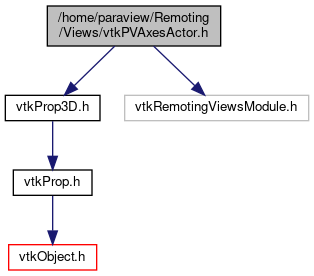 /home/paraview/Remoting
/Views/vtkPVAxesActor.h
vtkProp3D.h
vtkRemotingViewsModule.h
vtkProp.h
vtkObject.h